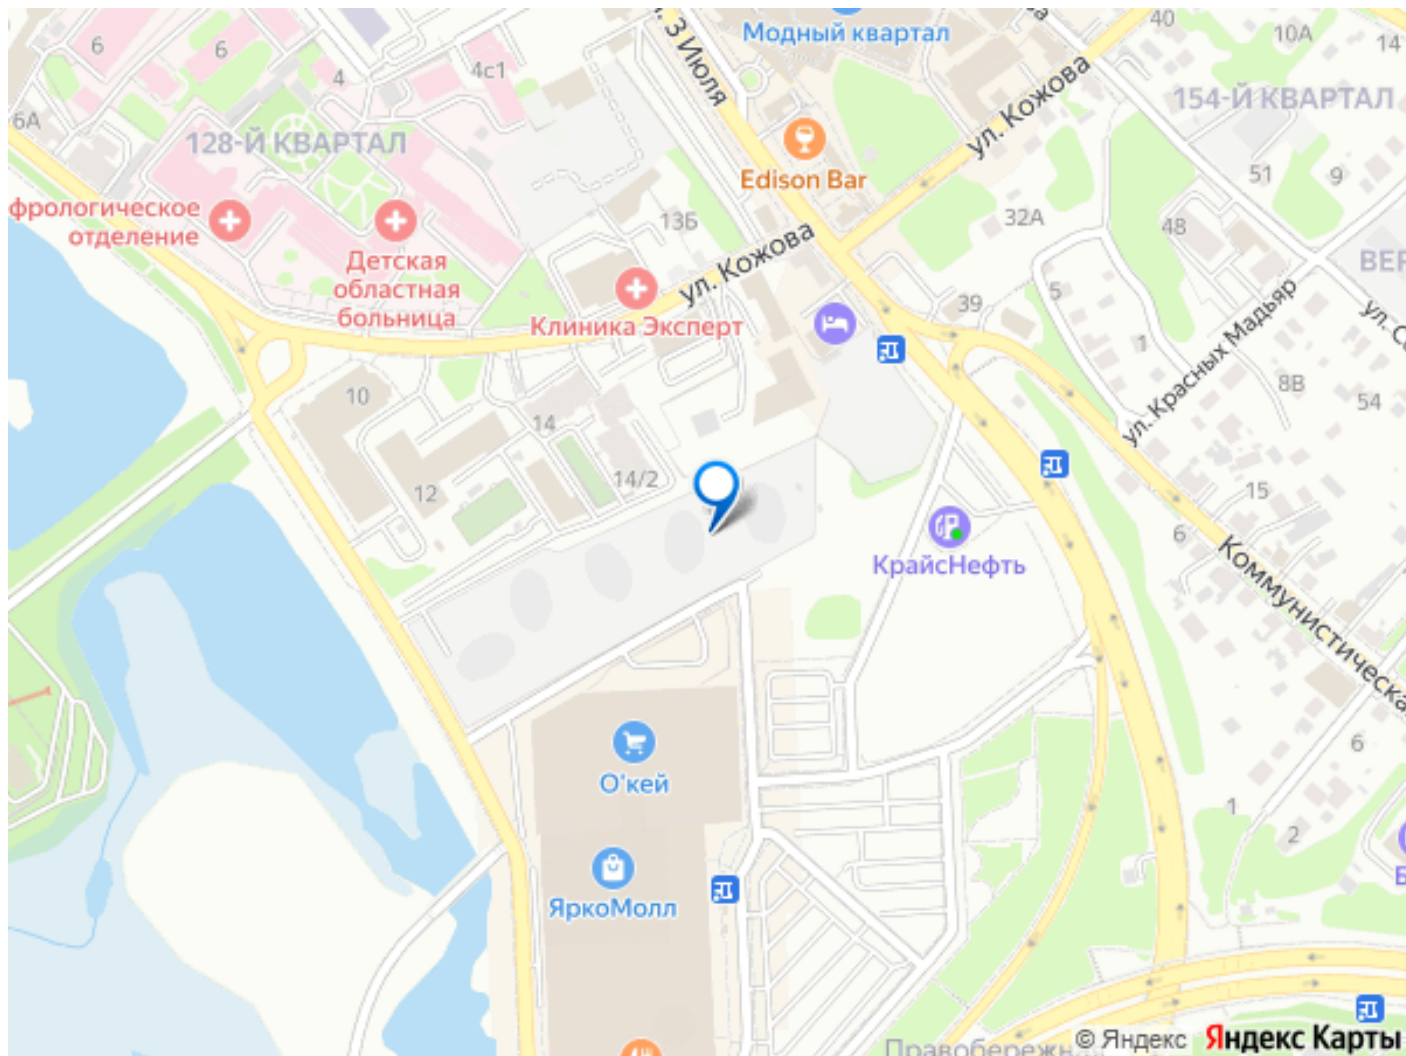 Модный квартал
40
10А
14
6
6
4
4с1
3 Июля
ул. Кожова
154-Й КВАРТАЛ
6А
128-Й КВАРТАЛ
Edison Bar
51
9
фрологическое
отделение
13Б
32А
48
Детская
областная
больница
ул. Кожова
ВЕР
Клиника Эксперт
39
5
ул. Красных Мадьяр
1
8В
54
10
14
12
14/2
15
6
КрайсНефть
Коммунистическа
О'кей
6
1
2
ЯркоМолл
Правобережн
© Яндекс
Яндекс Карты